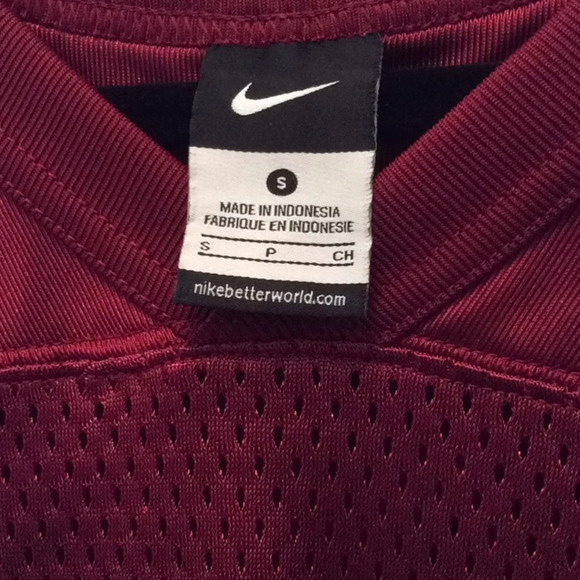 S
MADE IN INDONESIA
FABRIQUE EN INDONESIE
S P CH
nikebetterworld.com